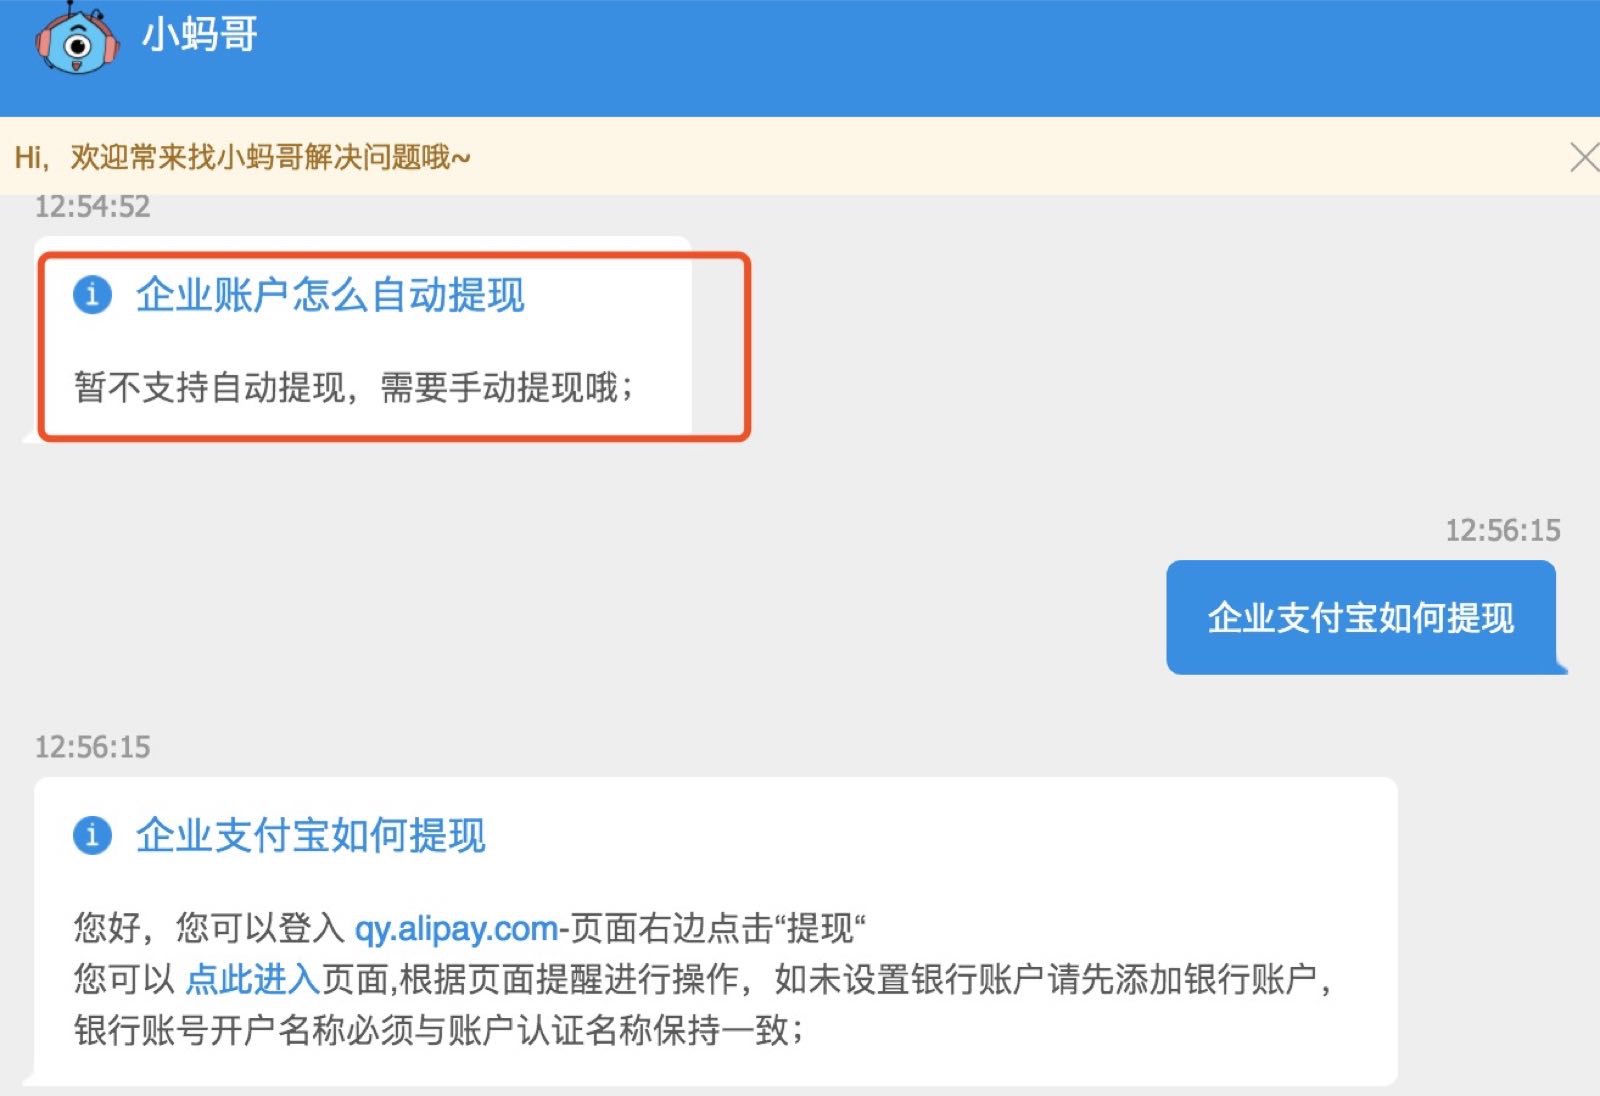 小蚂哥
Hi，欢迎常来找小蚂哥解决问题哦~
12:54:52
企业账户怎么自动提现
暂不支持自动提现，需要手动提现哦；
12:56:15
企业支付宝如何提现
12:56:15
企业支付宝如何提现
您好，您可以登入 qy.alipay.com-页面右边点击“提现“
您可以 点此进入页面,根据页面提醒进行操作，如未设置银行账户请先添加银行账户，
银行账号开户名称必须与账户认证名称保持一致；